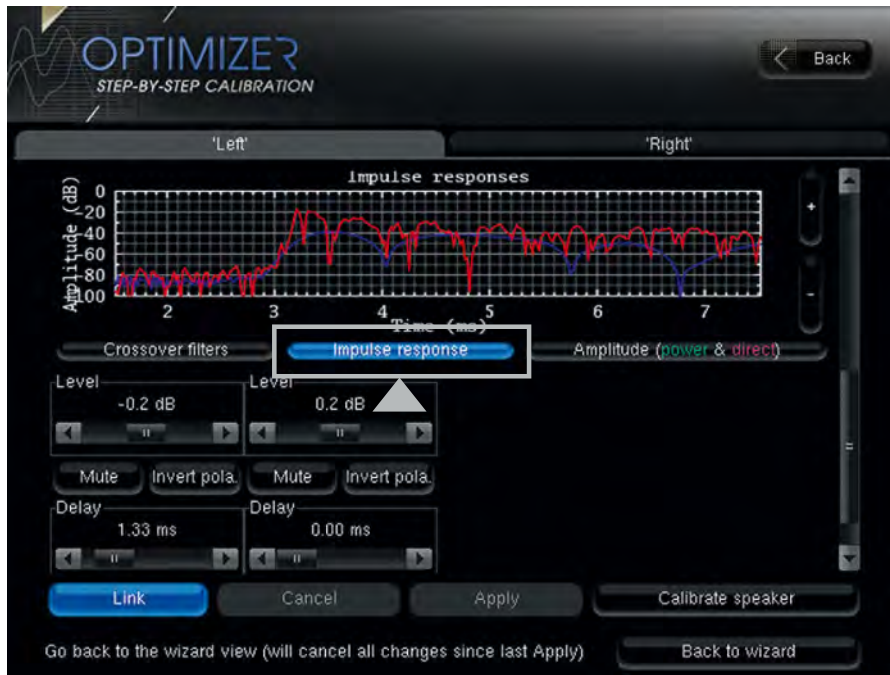 OPTIMIZER
STEP-BY-STEP CALIBRATION
Back
'Left' 'Right'
Impulse responses
Amplitude (dB)
0
-20
-40
-60
-80
-100
2 3 4 5 6 7
Time (ms)
+
-
Crossover filters Impulse response Amplitude (power & direct)
Level Level
-0.2 dB 0.2 dB
Mute Invert pola. Mute Invert pola.
Delay Delay
1.33 ms 0.00 ms
Link Cancel Apply Calibrate speaker
Go back to the wizard view (will cancel all changes since last Apply) Back to wizard